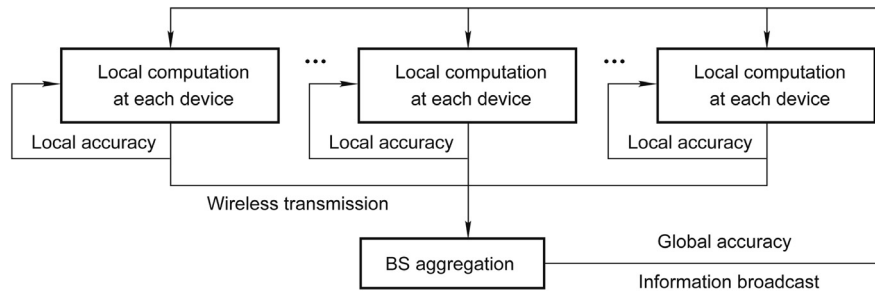 ... ...
Local computation
at each device
Local computation
at each device
Local computation
at each device
Local accuracy
Local accuracy
Local accuracy
Wireless transmission
Global accuracy
BS aggregation
Information broadcast